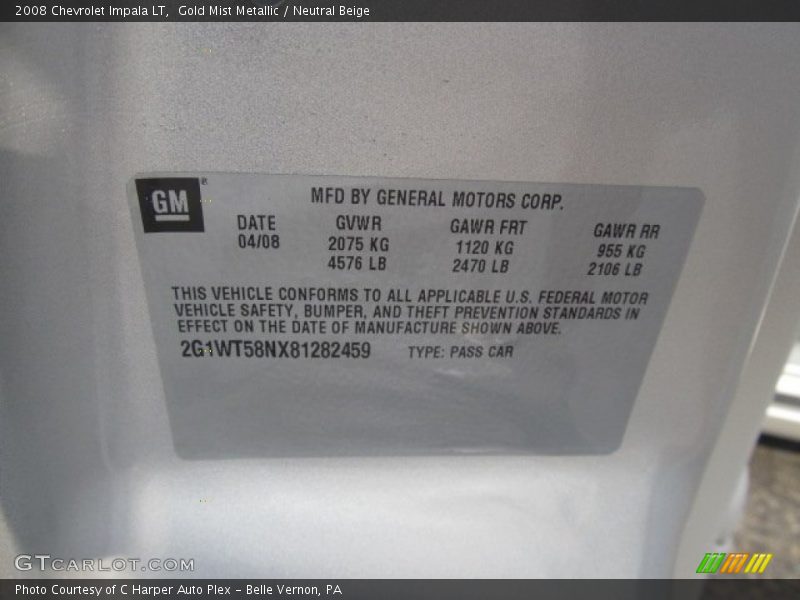 2008 Chevrolet Impala LT,  Gold Mist Metallic / Neutral Beige
GM®
MFD BY GENERAL MOTORS CORP.
DATE GVWR GAWR FRT GAWR RR
04/08 2075 KG 1120 KG 955 KG
4576 LB 2470 LB 2106 LB
THIS VEHICLE CONFORMS TO ALL APPLICABLE U.S. FEDERAL MOTOR
VEHICLE SAFETY, BUMPER, AND THEFT PREVENTION STANDARDS IN
EFFECT ON THE DATE OF MANUFACTURE SHOWN ABOVE.
2G1WT58NX81282459 TYPE: PASS CAR
GTCARLOT.COM
Photo Courtesy of C Harper Auto Plex - Belle Vernon, PA